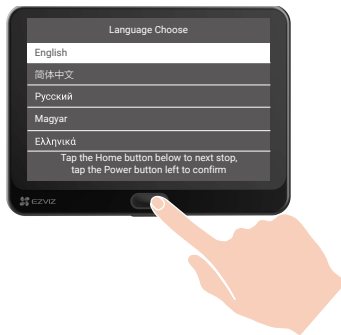 Language Choose
English
简体中文
Русский
Magyar
Ελληνικά
Tap the Home button below to next stop,
tap the Power button left to confirm
EZVIZ